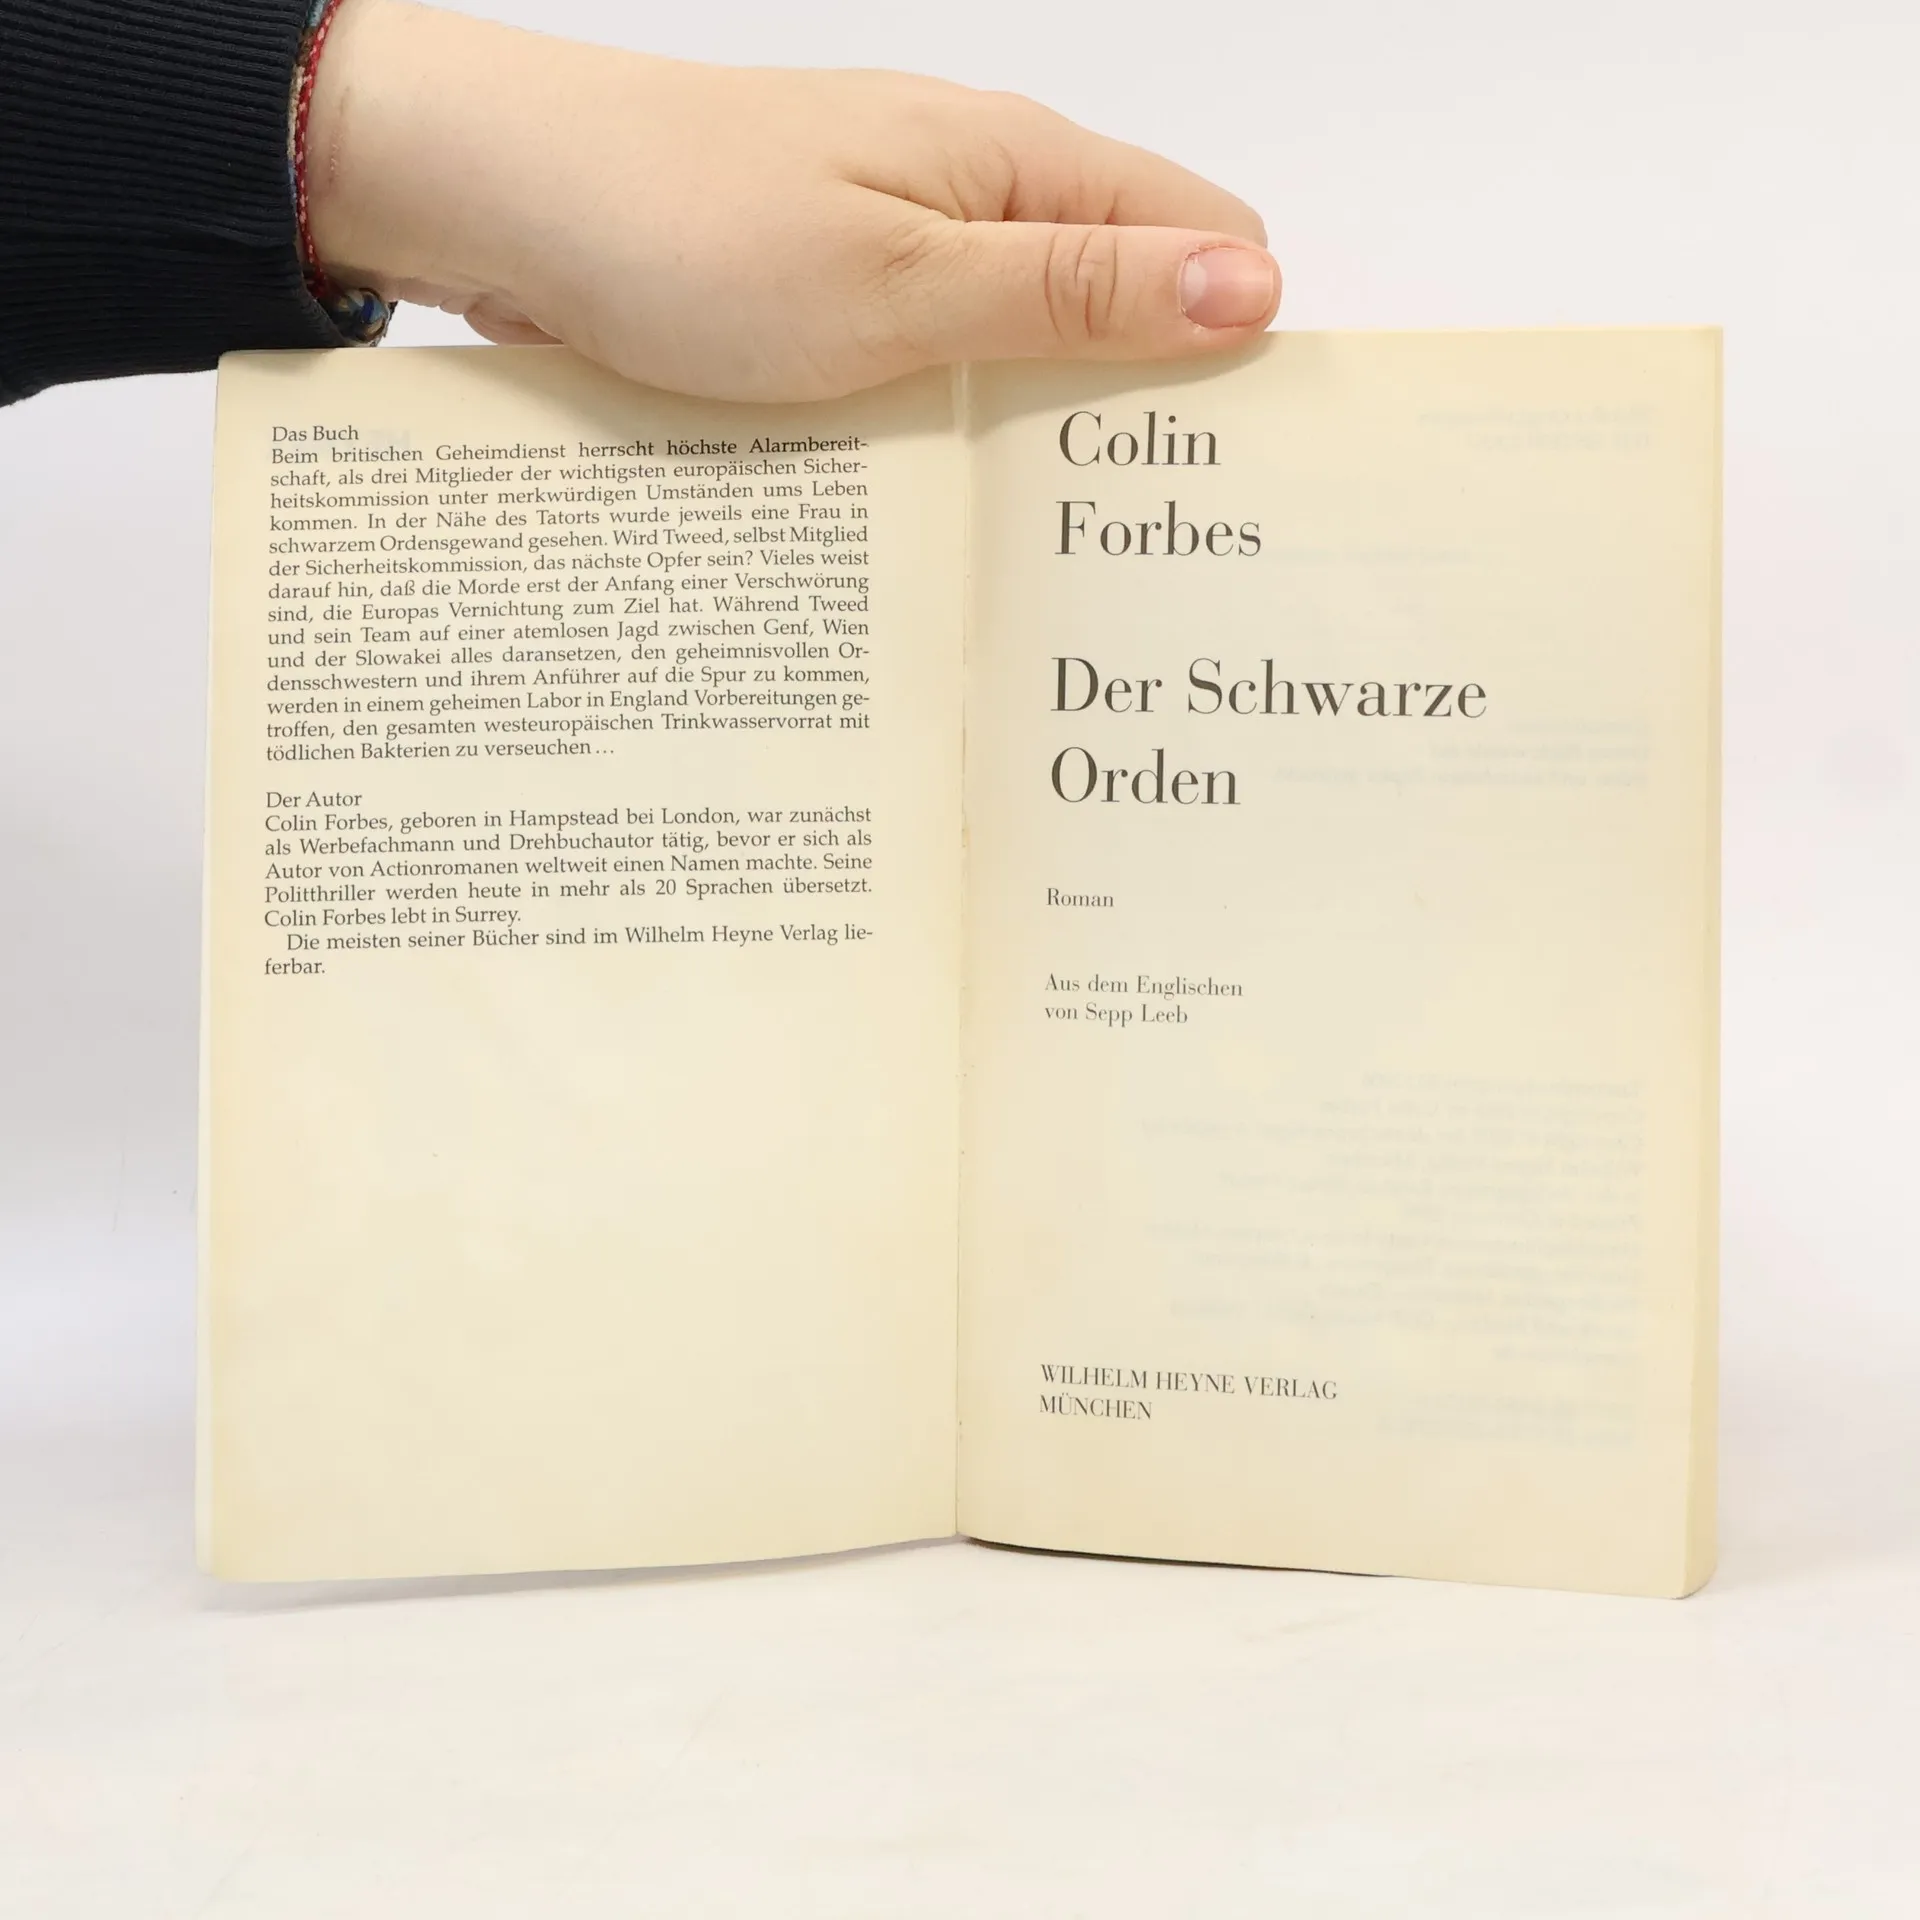 Das Buch
Beim britischen Geheimdienst herrscht höchste Alarmbereit-
schaft, als drei Mitglieder der wichtigsten europäischen Sicher-
heitskommission unter merkwürdigen Umständen ums Leben
kommen. In der Nähe des Tatorts wurde jeweils eine Frau in
schwarzem Ordensgewand gesehen. Wird Tweed, selbst Mitglied
der Sicherheitskommission, das nächste Opfer sein? Vieles weist
darauf hin, daß die Morde erst der Anfang einer Verschwörung
sind, die Europas Vernichtung zum Ziel hat. Während Tweed
und sein Team auf einer atemlosen Jagd zwischen Genf, Wien
und der Slowakei alles daransetzen, den geheimnisvollen Or-
densschwestern und ihrem Anführer auf die Spur zu kommen,
werden in einem geheimen Labor in England Vorbereitungen ge-
troffen, den gesamten westeuropäischen Trinkwasservorrat mit
tödlichen Bakterien zu verseuchen...
Der Autor
Colin Forbes, geboren in Hampstead bei London, war zunächst
als Werbefachmann und Drehbuchautor tätig, bevor er sich als
Autor von Actionromanen weltweit einen Namen machte. Seine
Politthriller werden heute in mehr als 20 Sprachen übersetzt.
Colin Forbes lebt in Surrey.
Die meisten seiner Bücher sind im Wilhelm Heyne Verlag lie-
ferbar.
Colin
Forbes
Der Schwarze
Orden
Roman
Aus dem Englischen
von Sepp Leeb
WILHELM HEYNE VERLAG
MÜNCHEN